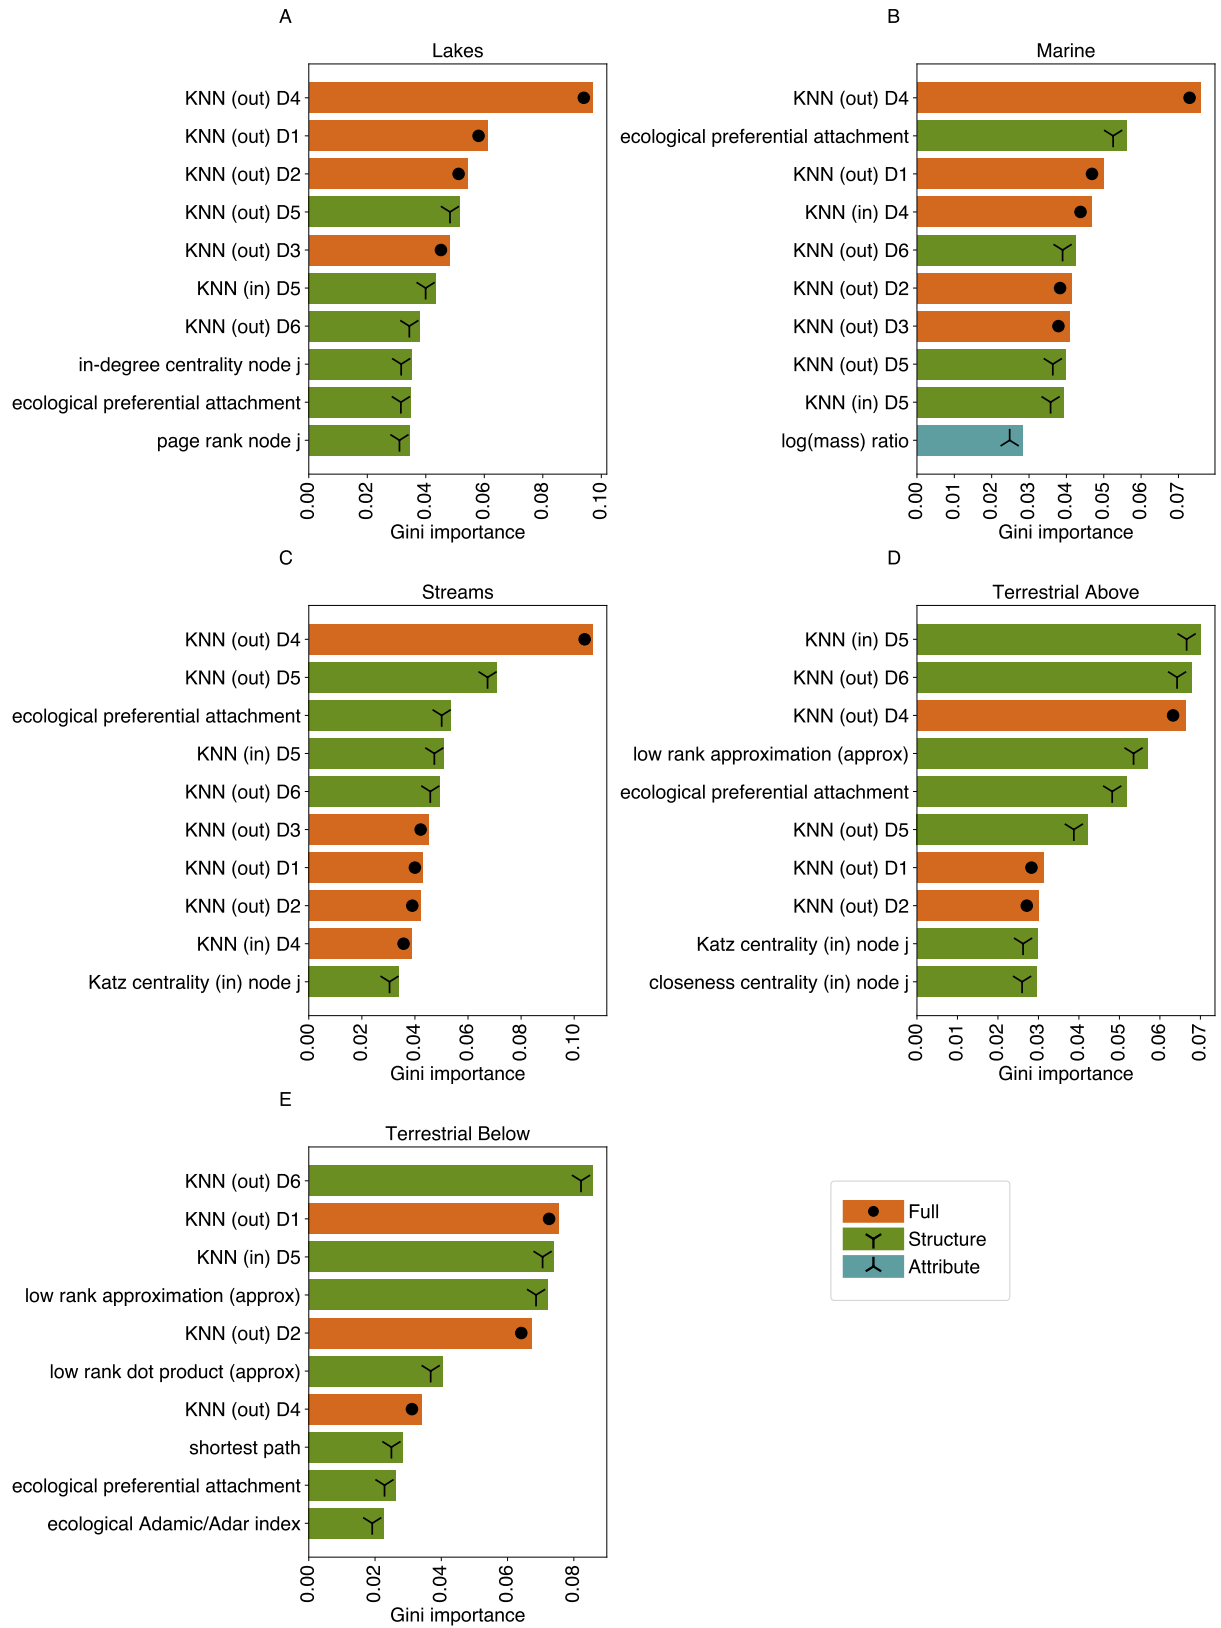 A
Lakes
KNN (out) D4
KNN (out) D1
KNN (out) D2
KNN (out) D5
KNN (out) D3
KNN (in) D5
KNN (out) D6
in-degree centrality node j
ecological preferential attachment
page rank node j
0.00 0.02 0.04 0.06 0.08 0.10
Gini importance
B
Marine
KNN (out) D4
ecological preferential attachment
KNN (out) D1
KNN (in) D4
KNN (out) D6
KNN (out) D2
KNN (out) D3
KNN (out) D5
KNN (in) D5
log(mass) ratio
0.00 0.01 0.02 0.03 0.04 0.05 0.06 0.07
Gini importance
C
Streams
KNN (out) D4
KNN (out) D5
ecological preferential attachment
KNN (in) D5
KNN (out) D6
KNN (out) D3
KNN (out) D1
KNN (out) D2
KNN (in) D4
Katz centrality (in) node j
0.00 0.02 0.04 0.06 0.08 0.10
Gini importance
D
Terrestrial Above
KNN (in) D5
KNN (out) D6
KNN (out) D4
low rank approximation (approx)
ecological preferential attachment
KNN (out) D5
KNN (out) D1
KNN (out) D2
Katz centrality (in) node j
closeness centrality (in) node j
0.00 0.01 0.02 0.03 0.04 0.05 0.06 0.07
Gini importance
E
Terrestrial Below
KNN (out) D6
KNN (out) D1
KNN (in) D5
low rank approximation (approx)
KNN (out) D2
low rank dot product (approx)
KNN (out) D4
shortest path
ecological preferential attachment
ecological Adamic/Adar index
0.00 0.02 0.04 0.06 0.08
Gini importance
Full
Structure
Attribute